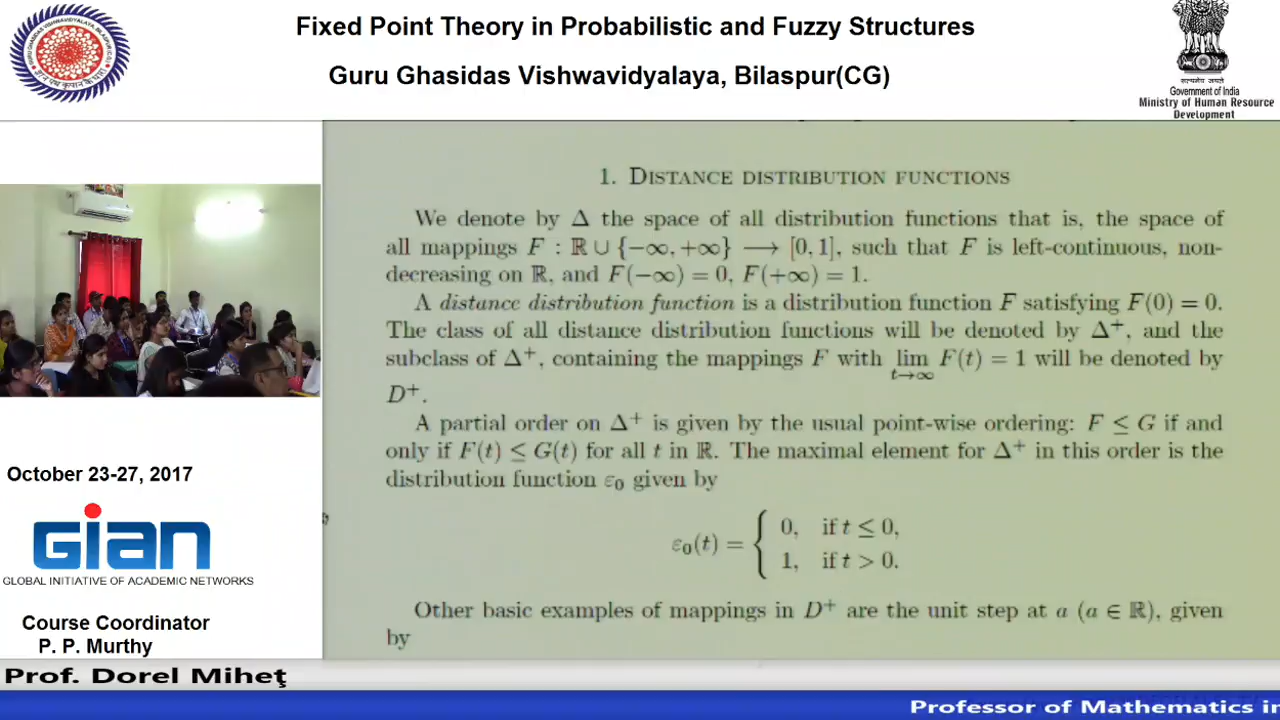 Fixed Point Theory in Probabilistic and Fuzzy Structures
Guru Ghasidas Vishwavidyalaya, Bilaspur(CG)
सत्यमेव जयते
Government of India
Ministry of Human Resource
Development
1. DISTANCE DISTRIBUTION FUNCTIONS
We denote by Δ the space of all distribution functions that is, the space of
all mappings F : ℝ ∪ {−∞, +∞} ⟶ [0, 1], such that F is left-continuous, non-
decreasing on ℝ, and F(−∞) = 0, F(+∞) = 1.
A distance distribution function is a distribution function F satisfying F(0) = 0.
The class of all distance distribution functions will be denoted by Δ⁺, and the
subclass of Δ⁺, containing the mappings F with lim F(t) = 1 will be denoted by
t→∞
D⁺.
A partial order on Δ⁺ is given by the usual point-wise ordering: F ≤ G if and
only if F(t) ≤ G(t) for all t in ℝ. The maximal element for Δ⁺ in this order is the
distribution function ε₀ given by
ε₀(t) = { 0, if t ≤ 0,
1, if t > 0.
Other basic examples of mappings in D⁺ are the unit step at a (a ∈ ℝ), given
by
October 23-27, 2017
GIAN
GLOBAL INITIATIVE OF ACADEMIC NETWORKS
Course Coordinator
P. P. Murthy
Prof. Dorel Miheţ
Professor of Mathematics in